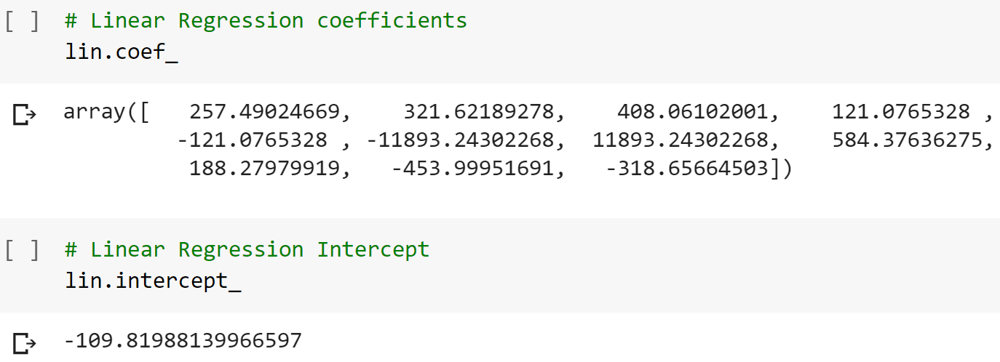 [ ] # Linear Regression coefficients
lin.coef_
array([   257.49024669,    321.62189278,    408.06102001,    121.0765328 ,
-121.0765328 , -11893.24302268,  11893.24302268,    584.37636275,
188.27979919,   -453.99951691,   -318.65664503])
[ ] # Linear Regression Intercept
lin.intercept_
-109.81988139966597